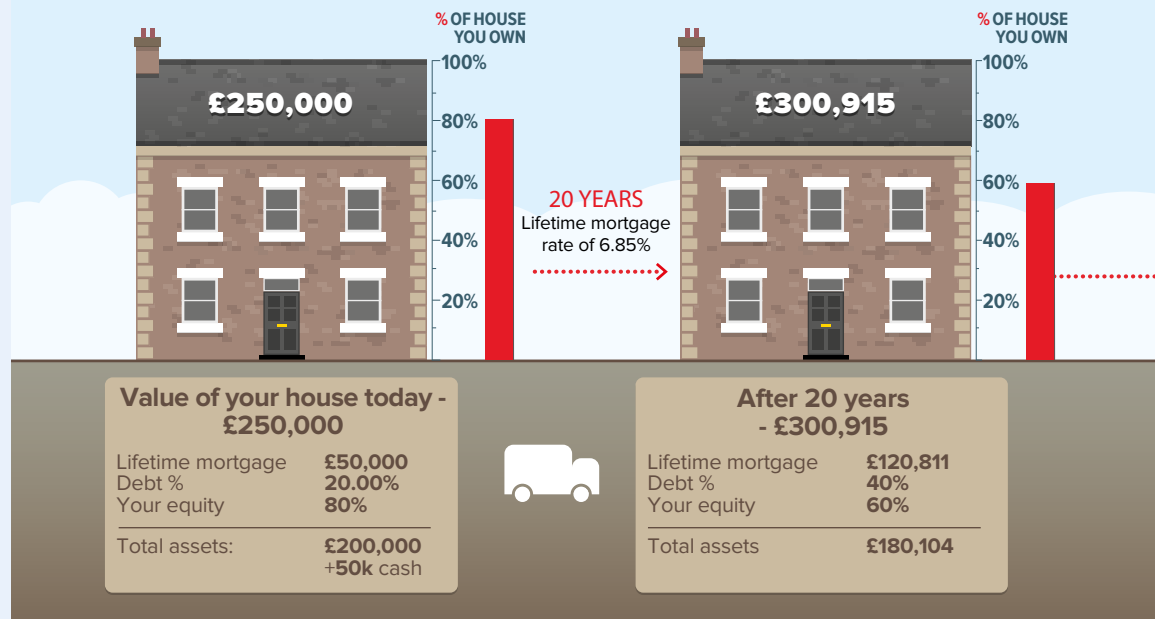 % OF HOUSE
YOU OWN
100%
80%
60%
40%
20%
£250,000
20 YEARS
Lifetime mortgage
rate of 6.85%
% OF HOUSE
YOU OWN
100%
80%
60%
40%
20%
£300,915
Value of your house today -
£250,000
Lifetime mortgage £50,000
Debt % 20.00%
Your equity 80%
Total assets: £200,000
+50k cash
After 20 years
- £300,915
Lifetime mortgage £120,811
Debt % 40%
Your equity 60%
Total assets £180,104